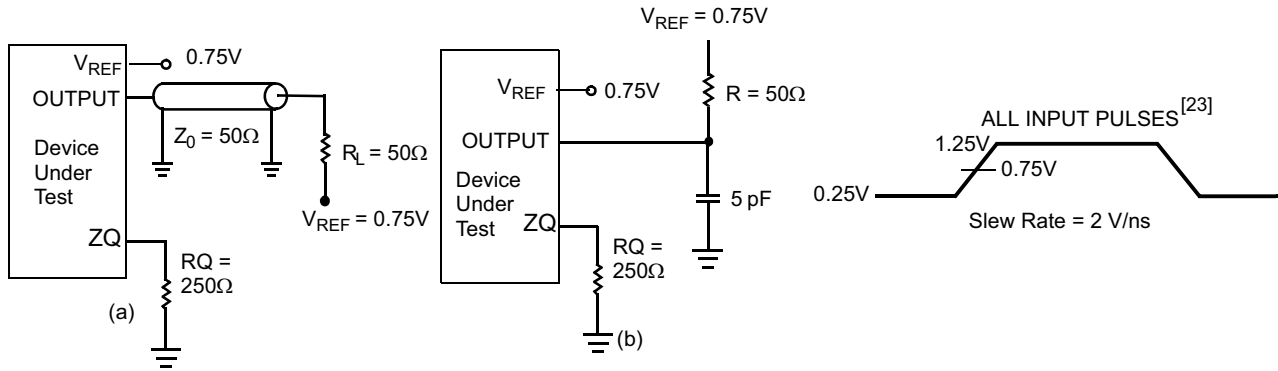 V_REF 0.75V
OUTPUT
Z_0 = 50Ω
Device
Under
Test
R_L = 50Ω
V_REF = 0.75V
ZQ
RQ =
250Ω
(a)
V_REF = 0.75V
R = 50Ω
V_REF 0.75V
OUTPUT
Device
Under
Test
5 pF
ZQ
RQ =
250Ω
(b)
ALL INPUT PULSES[23]
1.25V
0.75V
0.25V
Slew Rate = 2 V/ns